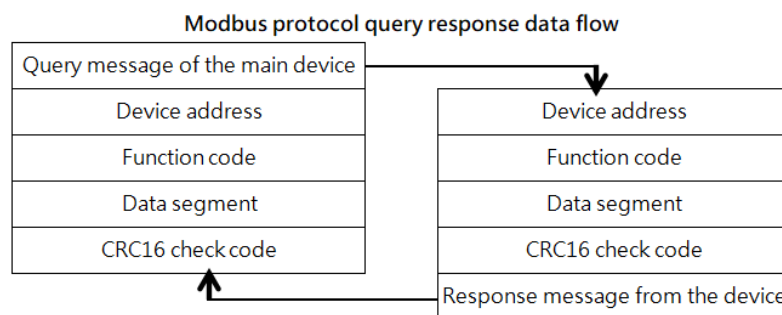 Modbus protocol query response data flow
Query message of the main device
Device address
Function code
Data segment
CRC16 check code
Device address
Function code
Data segment
CRC16 check code
Response message from the device